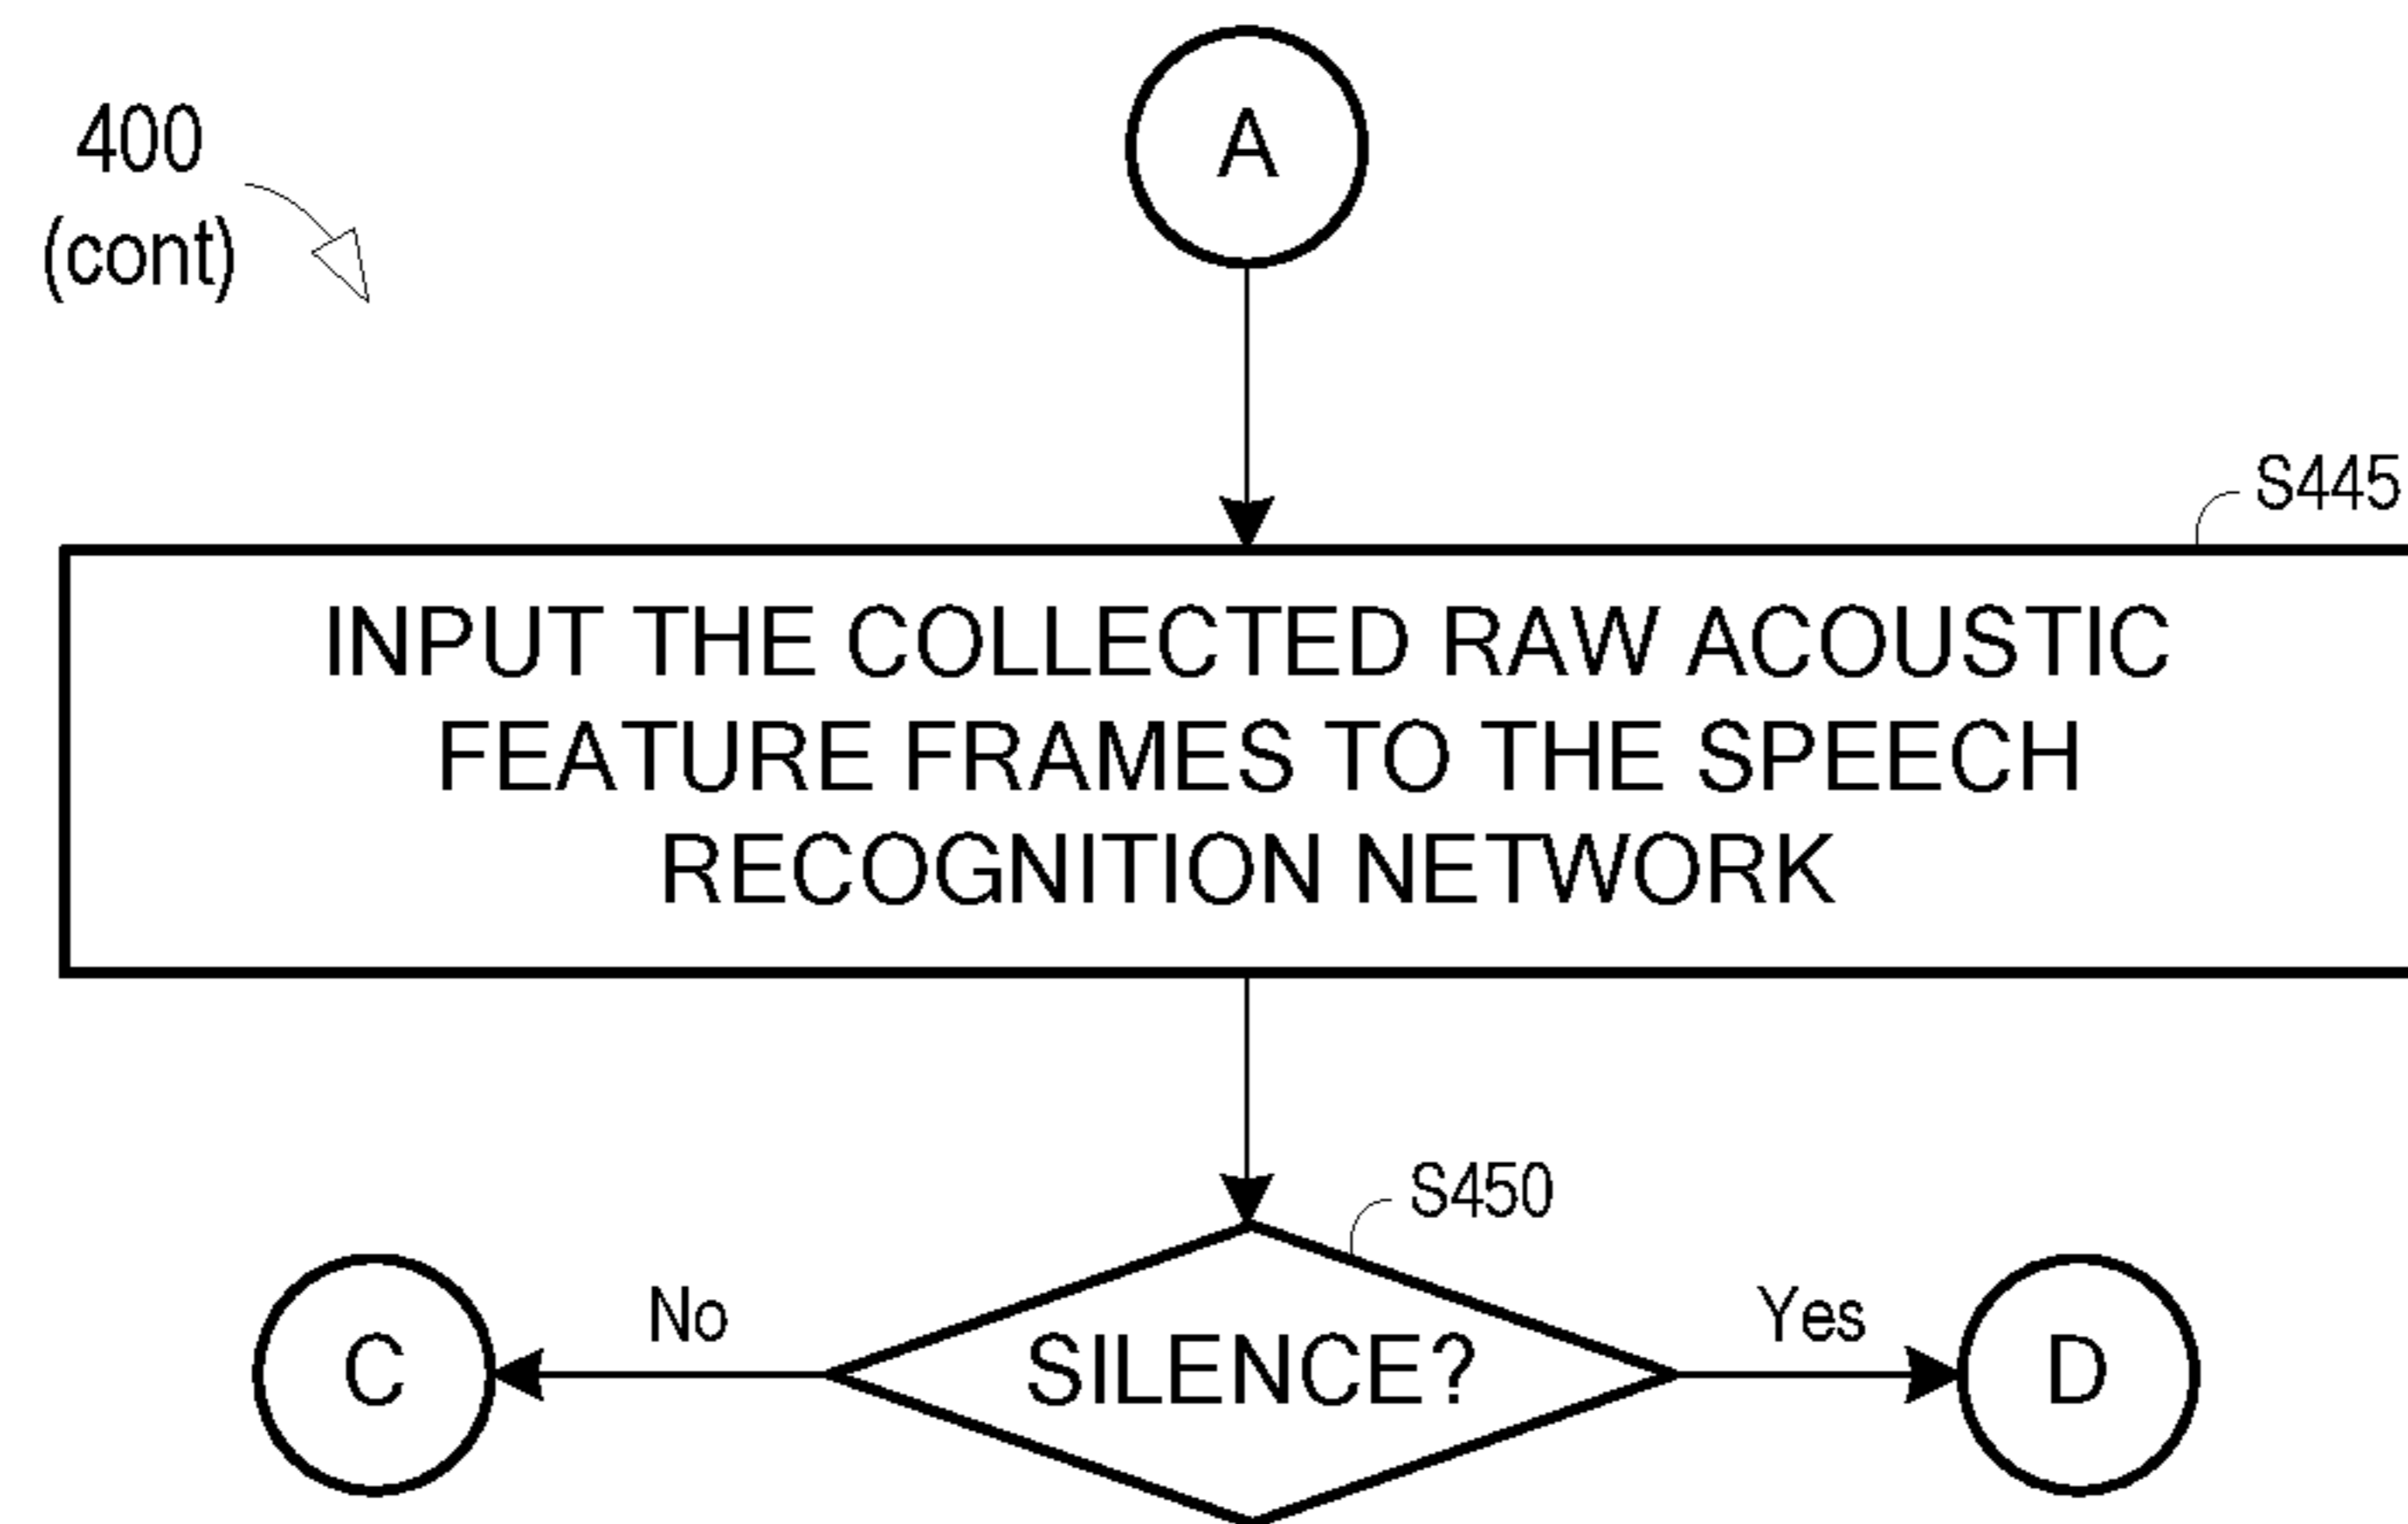 A
400
(cont)
S445
INPUT THE COLLECTED RAW ACOUSTIC
FEATURE FRAMES TO THE SPEECH
RECOGNITION NETWORK
S450
No
Yes
C
SILENCE?
D